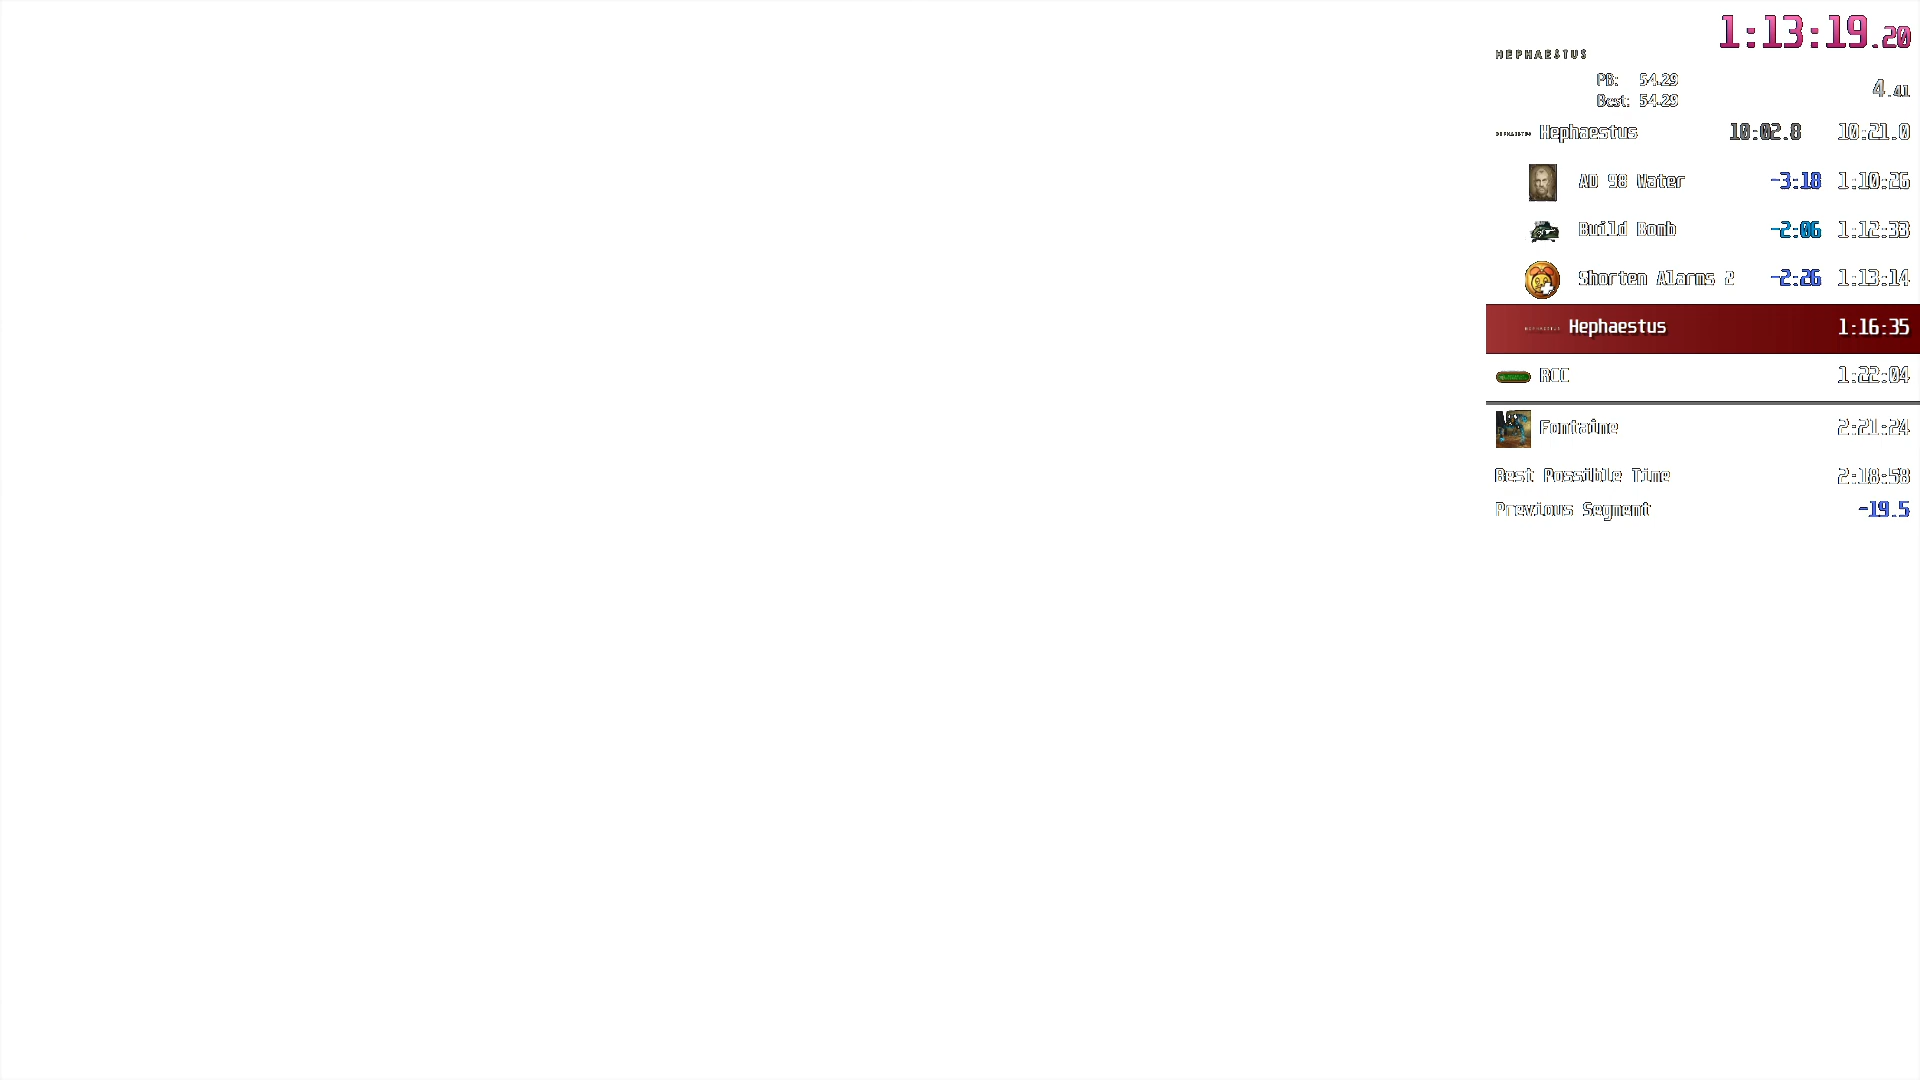 1:13:19.20
HEPHAESTUS
PB: 54.29
Best: 54.29
4.41
HEPHAESTUS Hephaestus 10:02.8 10:21.0
AD 98 Water -3:18 1:10:26
Build Bomb -2:06 1:12:33
Shorten Alarms 2 -2:26 1:13:14
HEPHAESTUS Hephaestus 1:16:35
RCC 1:22:04
Fontaine 2:21:24
Best Possible Time 2:18:58
Previous Segment -19.5